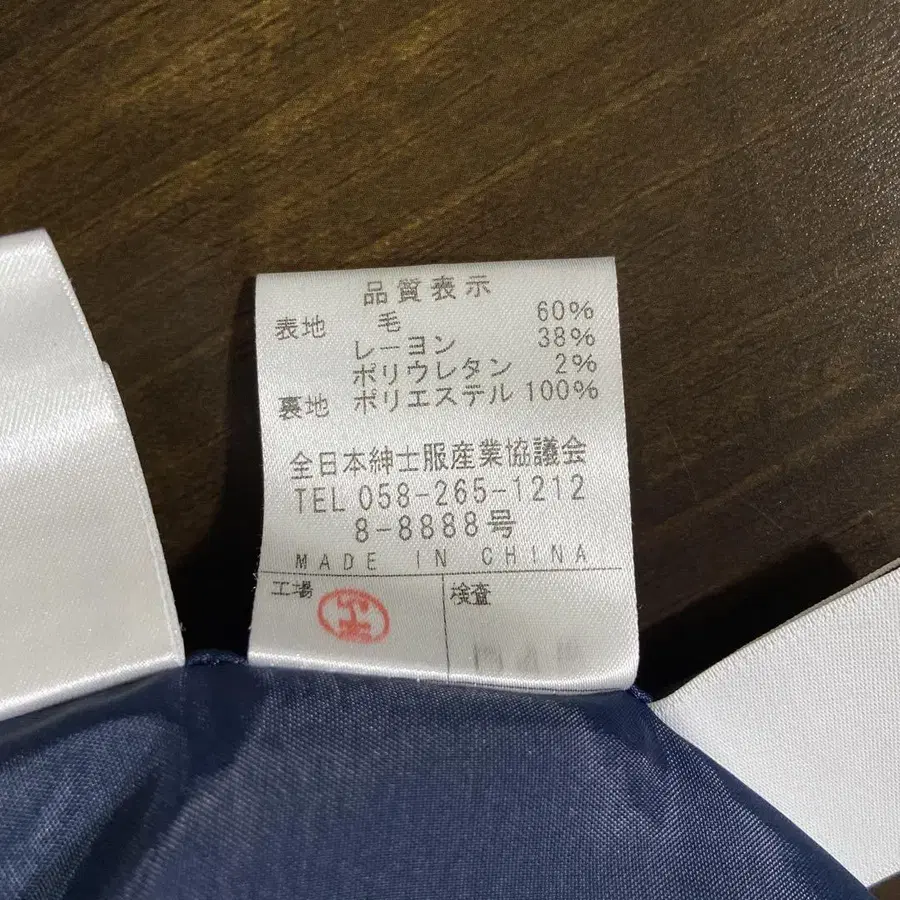 品質表示
表地 毛 60%
レーヨン 38%
ポリウレタン 2%
裏地 ポリエステル 100%
全日本紳士服産業協議会
TEL 058-265-1212
8-8888号
MADE IN CHINA
工場 検査